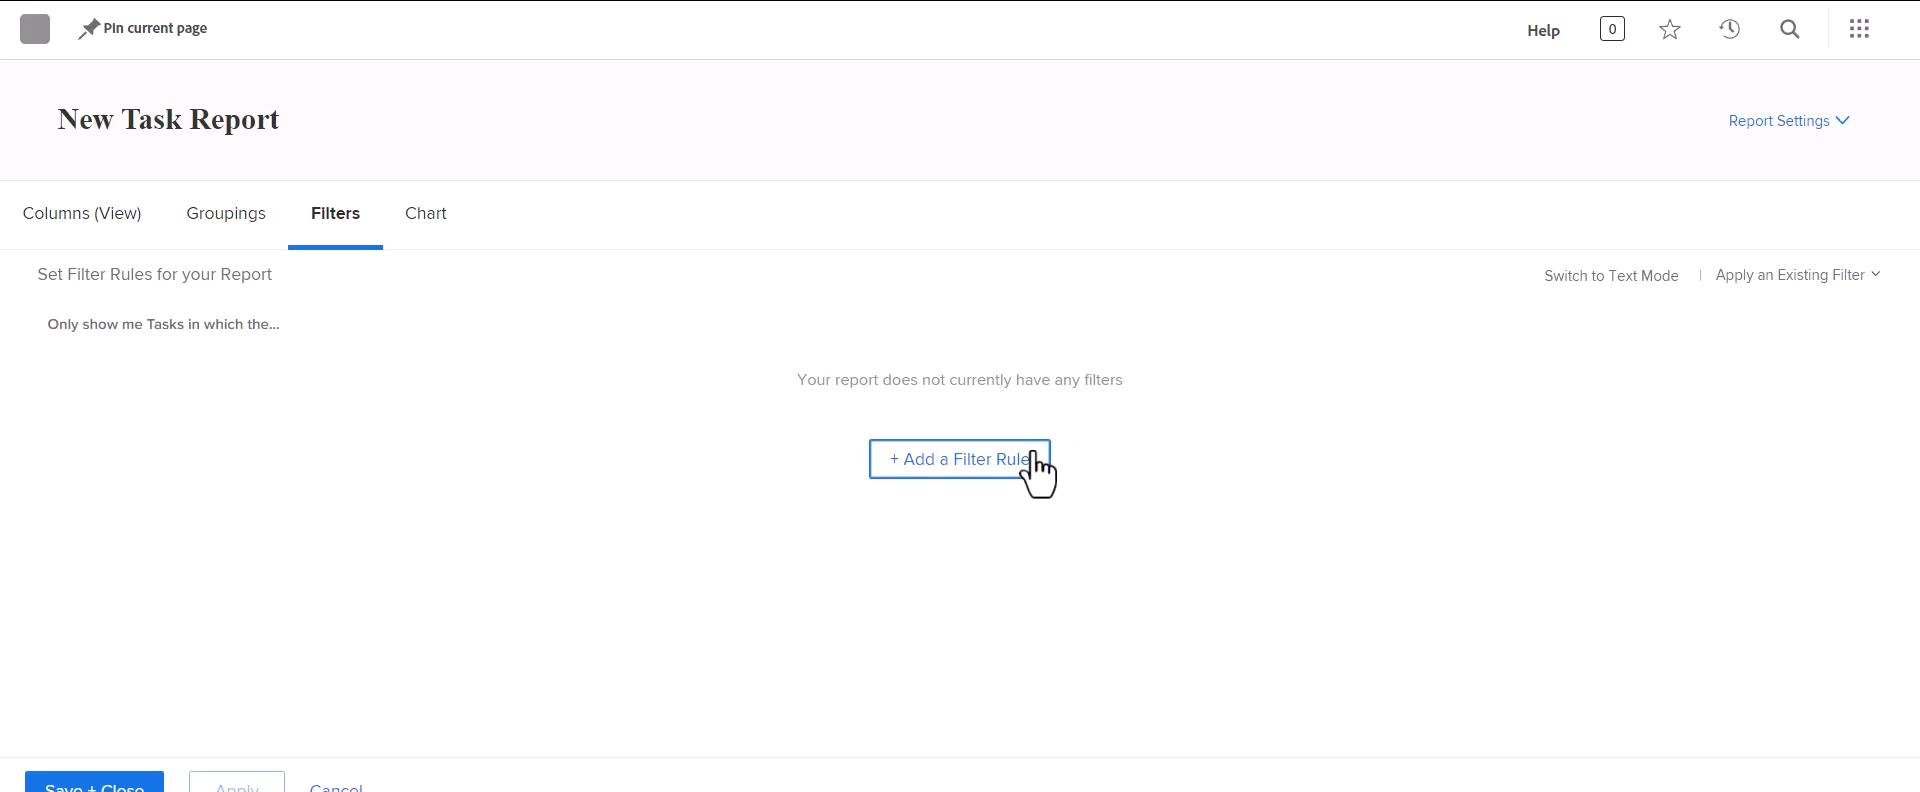 Pin current page
Help
0
New Task Report
Report Settings
Columns (View)
Groupings
Filters
Chart
Set Filter Rules for your Report
Switch to Text Mode | Apply an Existing Filter
Only show me Tasks in which the...
Your report does not currently have any filters
+ Add a Filter Rule
Save + Close
Apply
Cancel